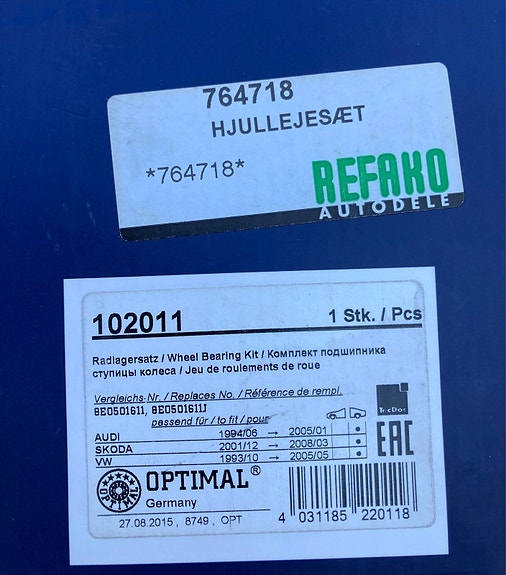 764718
HJULLEJESÆT
*764718*
REFAKO
AUTODELE
102011 1 Stk. / Pcs
Radlagersatz / Wheel Bearing Kit / Комплект подшипника
ступицы колеса / Jeu de roulements de roue
Vergleichs-Nr. / Replaces No. / Référence de rempl.
8E0501611, 8E0501611J
passend für / to fit / pour
TecDoc
AUDI 1994/06 → 2005/01
SKODA 2001/12 → 2008/03
VW 1993/10 → 2005/05
EAC
OPTIMAL®
Germany
27.08.2015 , 8749 , OPT
4 031185 220118